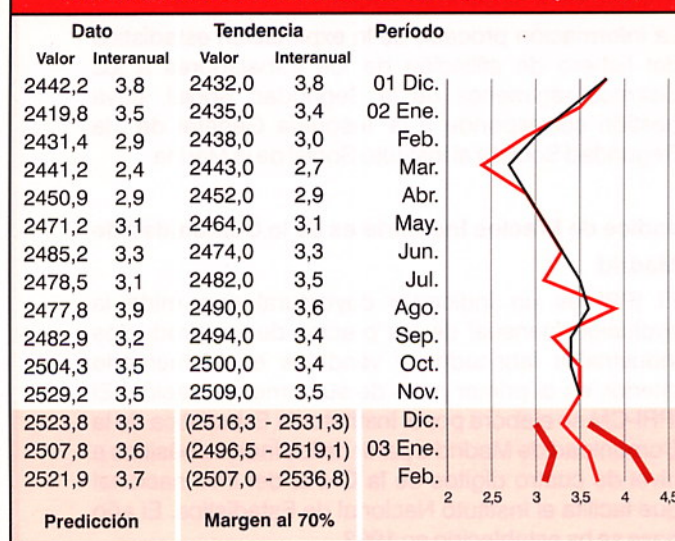 Dato Tendencia Período
Valor Interanual Valor Interanual
2442,2 3,8 2432,0 3,8 01 Dic.
2419,8 3,5 2435,0 3,4 02 Ene.
2431,4 2,9 2438,0 3,0 Feb.
2441,2 2,4 2443,0 2,7 Mar.
2450,9 2,9 2452,0 2,9 Abr.
2471,2 3,1 2464,0 3,1 May.
2485,2 3,3 2474,0 3,3 Jun.
2478,5 3,1 2482,0 3,5 Jul.
2477,8 3,9 2490,0 3,6 Ago.
2482,9 3,2 2494,0 3,4 Sep.
2504,3 3,5 2500,0 3,4 Oct.
2529,2 3,5 2509,0 3,5 Nov.
2523,8 3,3 (2516,3 - 2531,3) Dic.
2507,8 3,6 (2496,5 - 2519,1) 03 Ene.
2521,9 3,7 (2507,0 - 2536,8) Feb.
2 2,5 3 3,5 4 4,5
Predicción Margen al 70%